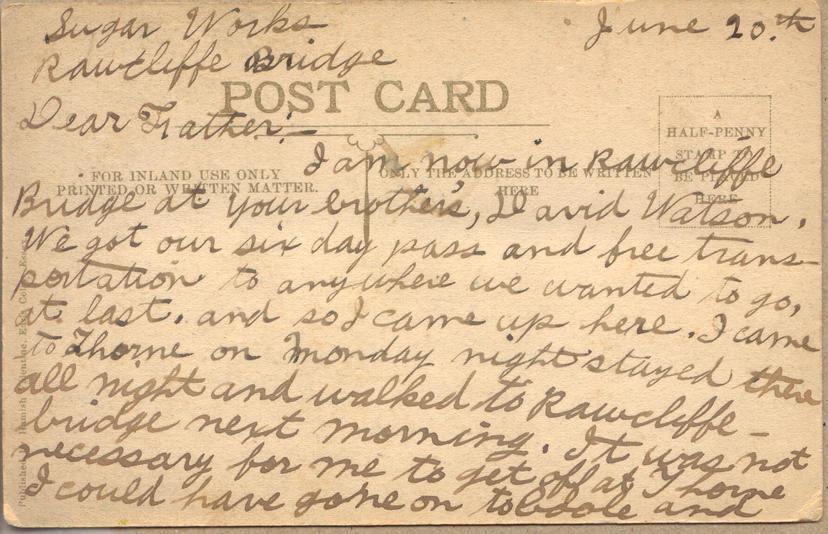 Sugar Works
June 20.th
Rawcliffe Bridge
POST CARD
Dear Father:—
A
HALF-PENNY
STAMP TO
BE PLACED
HERE
I am now in Rawcliffe
FOR INLAND USE ONLY
PRINTED OR WRITTEN MATTER.
ONLY THE ADDRESS TO BE WRITTEN
HERE
Bridge at your brother's, David Watson.
We got our six day pass and free trans-
portation to anywhere we wanted to go,
at last. and so I came up here. I came
to Thorne on Monday night stayed there
all night and walked to Rawcliffe-
bridge next morning. It was not
necessary for me to get off at Thorne
I could have gone on to Goole and